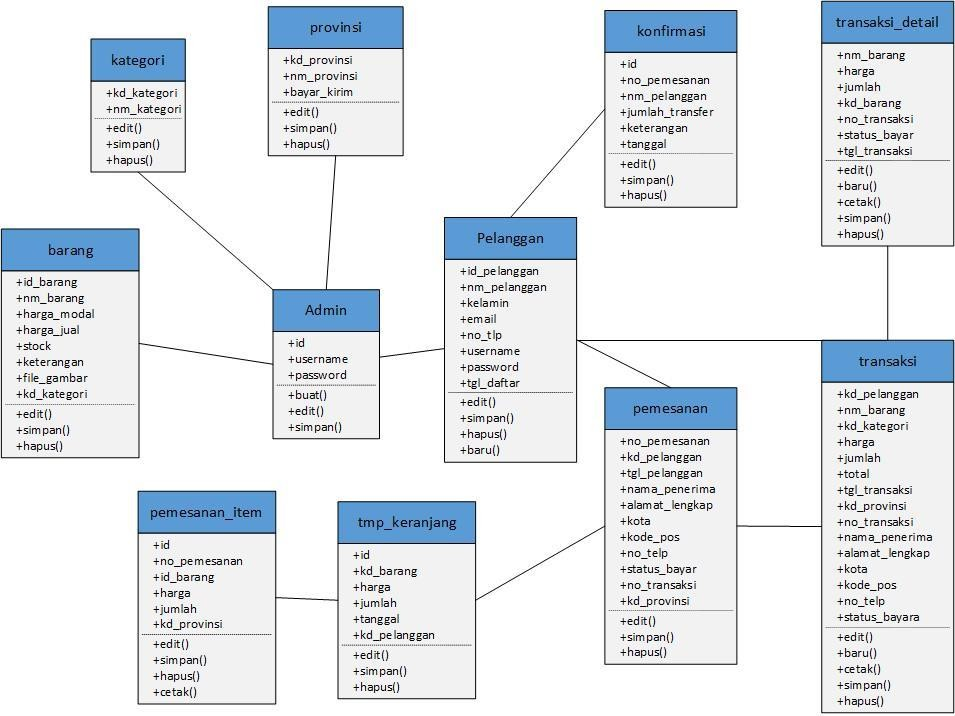 kategori
+kd_kategori
+nm_kategori
+edit()
+simpan()
+hapus()
provinsi
+kd_provinsi
+nm_provinsi
+bayar_kirim
+edit()
+simpan()
+hapus()
konfirmasi
+id
+no_pemesanan
+nm_pelanggan
+jumlah_transfer
+keterangan
+tanggal
+edit()
+simpan()
+hapus()
transaksi_detail
+nm_barang
+harga
+jumlah
+kd_barang
+no_transaksi
+status_bayar
+tgl_transaksi
+edit()
+baru()
+cetak()
+simpan()
+hapus()
barang
+id_barang
+nm_barang
+harga_modal
+harga_jual
+stock
+keterangan
+file_gambar
+kd_kategori
+edit()
+simpan()
+hapus()
Admin
+id
+username
+password
+buat()
+edit()
+simpan()
Pelanggan
+id_pelanggan
+nm_pelanggan
+kelamin
+email
+no_tlp
+username
+password
+tgl_daftar
+edit()
+simpan()
+hapus()
+baru()
pemesanan
+no_pemesanan
+kd_pelanggan
+tgl_pelanggan
+nama_penerima
+alamat_lengkap
+kota
+kode_pos
+no_telp
+status_bayar
+no_transaksi
+kd_provinsi
+edit()
+simpan()
+hapus()
transaksi
+kd_pelanggan
+nm_barang
+kd_kategori
+harga
+jumlah
+total
+tgl_transaksi
+kd_provinsi
+no_transaksi
+nama_penerima
+alamat_lengkap
+kota
+kode_pos
+no_telp
+status_bayara
+edit()
+baru()
+cetak()
+simpan()
+hapus()
pemesanan_item
+id
+no_pemesanan
+id_barang
+harga
+jumlah
+kd_provinsi
+edit()
+simpan()
+hapus()
+cetak()
tmp_keranjang
+id
+kd_barang
+harga
+jumlah
+tanggal
+kd_pelanggan
+edit()
+simpan()
+hapus()